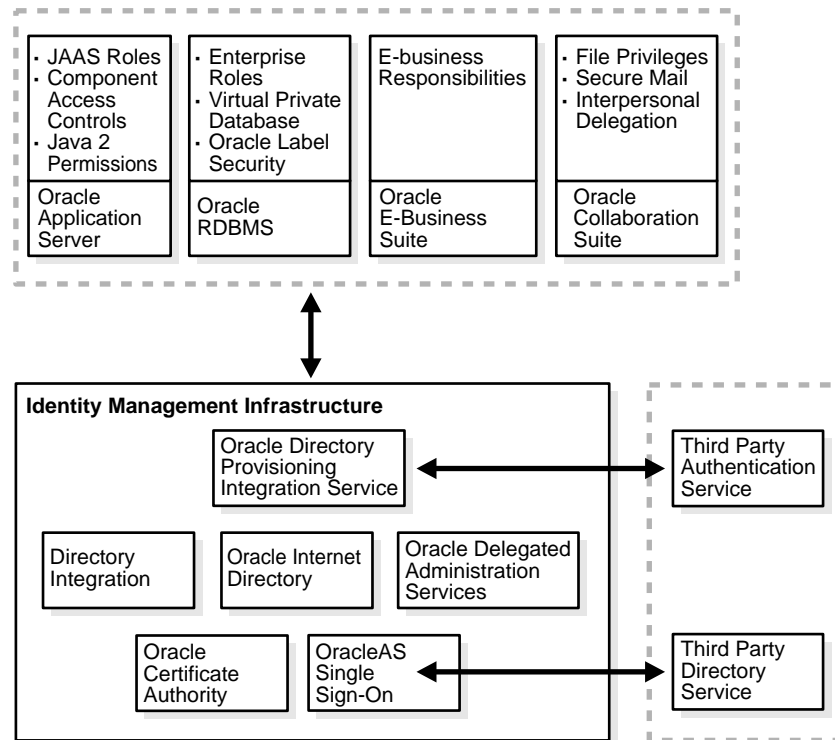 · JAAS Roles
· Component
Access
Controls
· Java 2
Permissions
Oracle
Application
Server
· Enterprise
Roles
· Virtual Private
Database
· Oracle Label
Security
Oracle
RDBMS
E-business
Responsibilities
Oracle
E-Business
Suite
· File Privileges
· Secure Mail
· Interpersonal
Delegation
Oracle
Collaboration
Suite
Identity Management Infrastructure
Oracle Directory
Provisioning
Integration Service
Third Party
Authentication
Service
Directory
Integration
Oracle Internet
Directory
Oracle Delegated
Administration
Services
Oracle
Certificate
Authority
OracleAS
Single
Sign-On
Third Party
Directory
Service